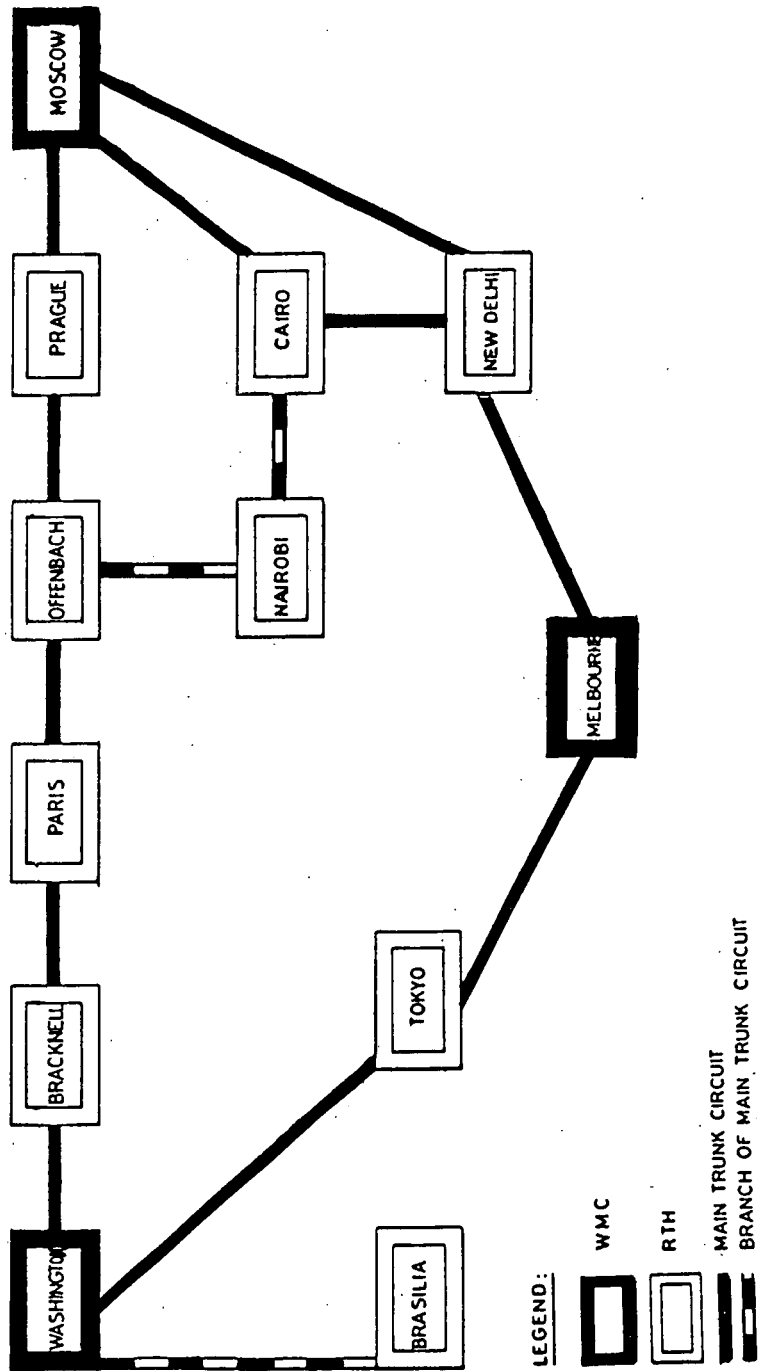 WASHINGTON
BRACKNELL
PARIS
OFFENBACH
PRAGUE
MOSCOW
BRASILIA
TOKYO
NAIROBI
CAIRO
MELBOURNE
NEW DELHI
LEGEND:
WMC
RTH
MAIN TRUNK CIRCUIT
BRANCH OF MAIN TRUNK CIRCUIT